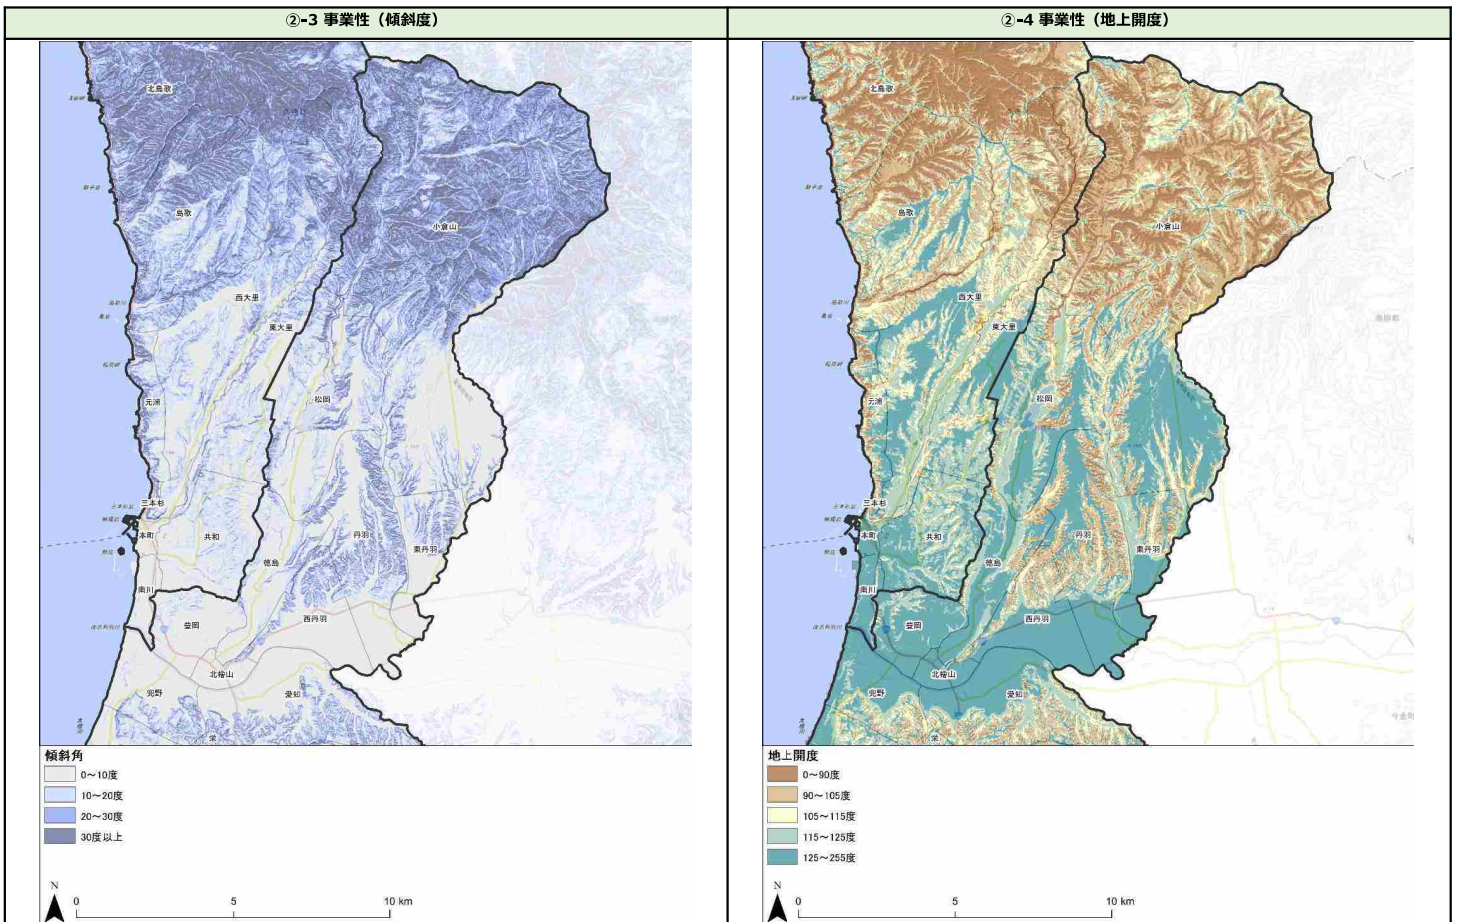 ②-3 事業性（傾斜度）
北島歌
島歌
小倉山
西大里
東大里
元浦
松岡
三本杉
本町
共和
丹羽
東丹羽
徳島
南川
豊岡
西丹羽
北檜山
兜野
愛知
栄
傾斜角
0～10度
10～20度
20～30度
30度以上
N
0 5 10 km
②-4 事業性（地上開度）
北島歌
島歌
小倉山
西大里
東大里
元浦
松岡
三本杉
本町
共和
丹羽
東丹羽
徳島
南川
豊岡
西丹羽
北檜山
兜野
愛知
栄
地上開度
0～90度
90～105度
105～115度
115～125度
125～255度
N
0 5 10 km